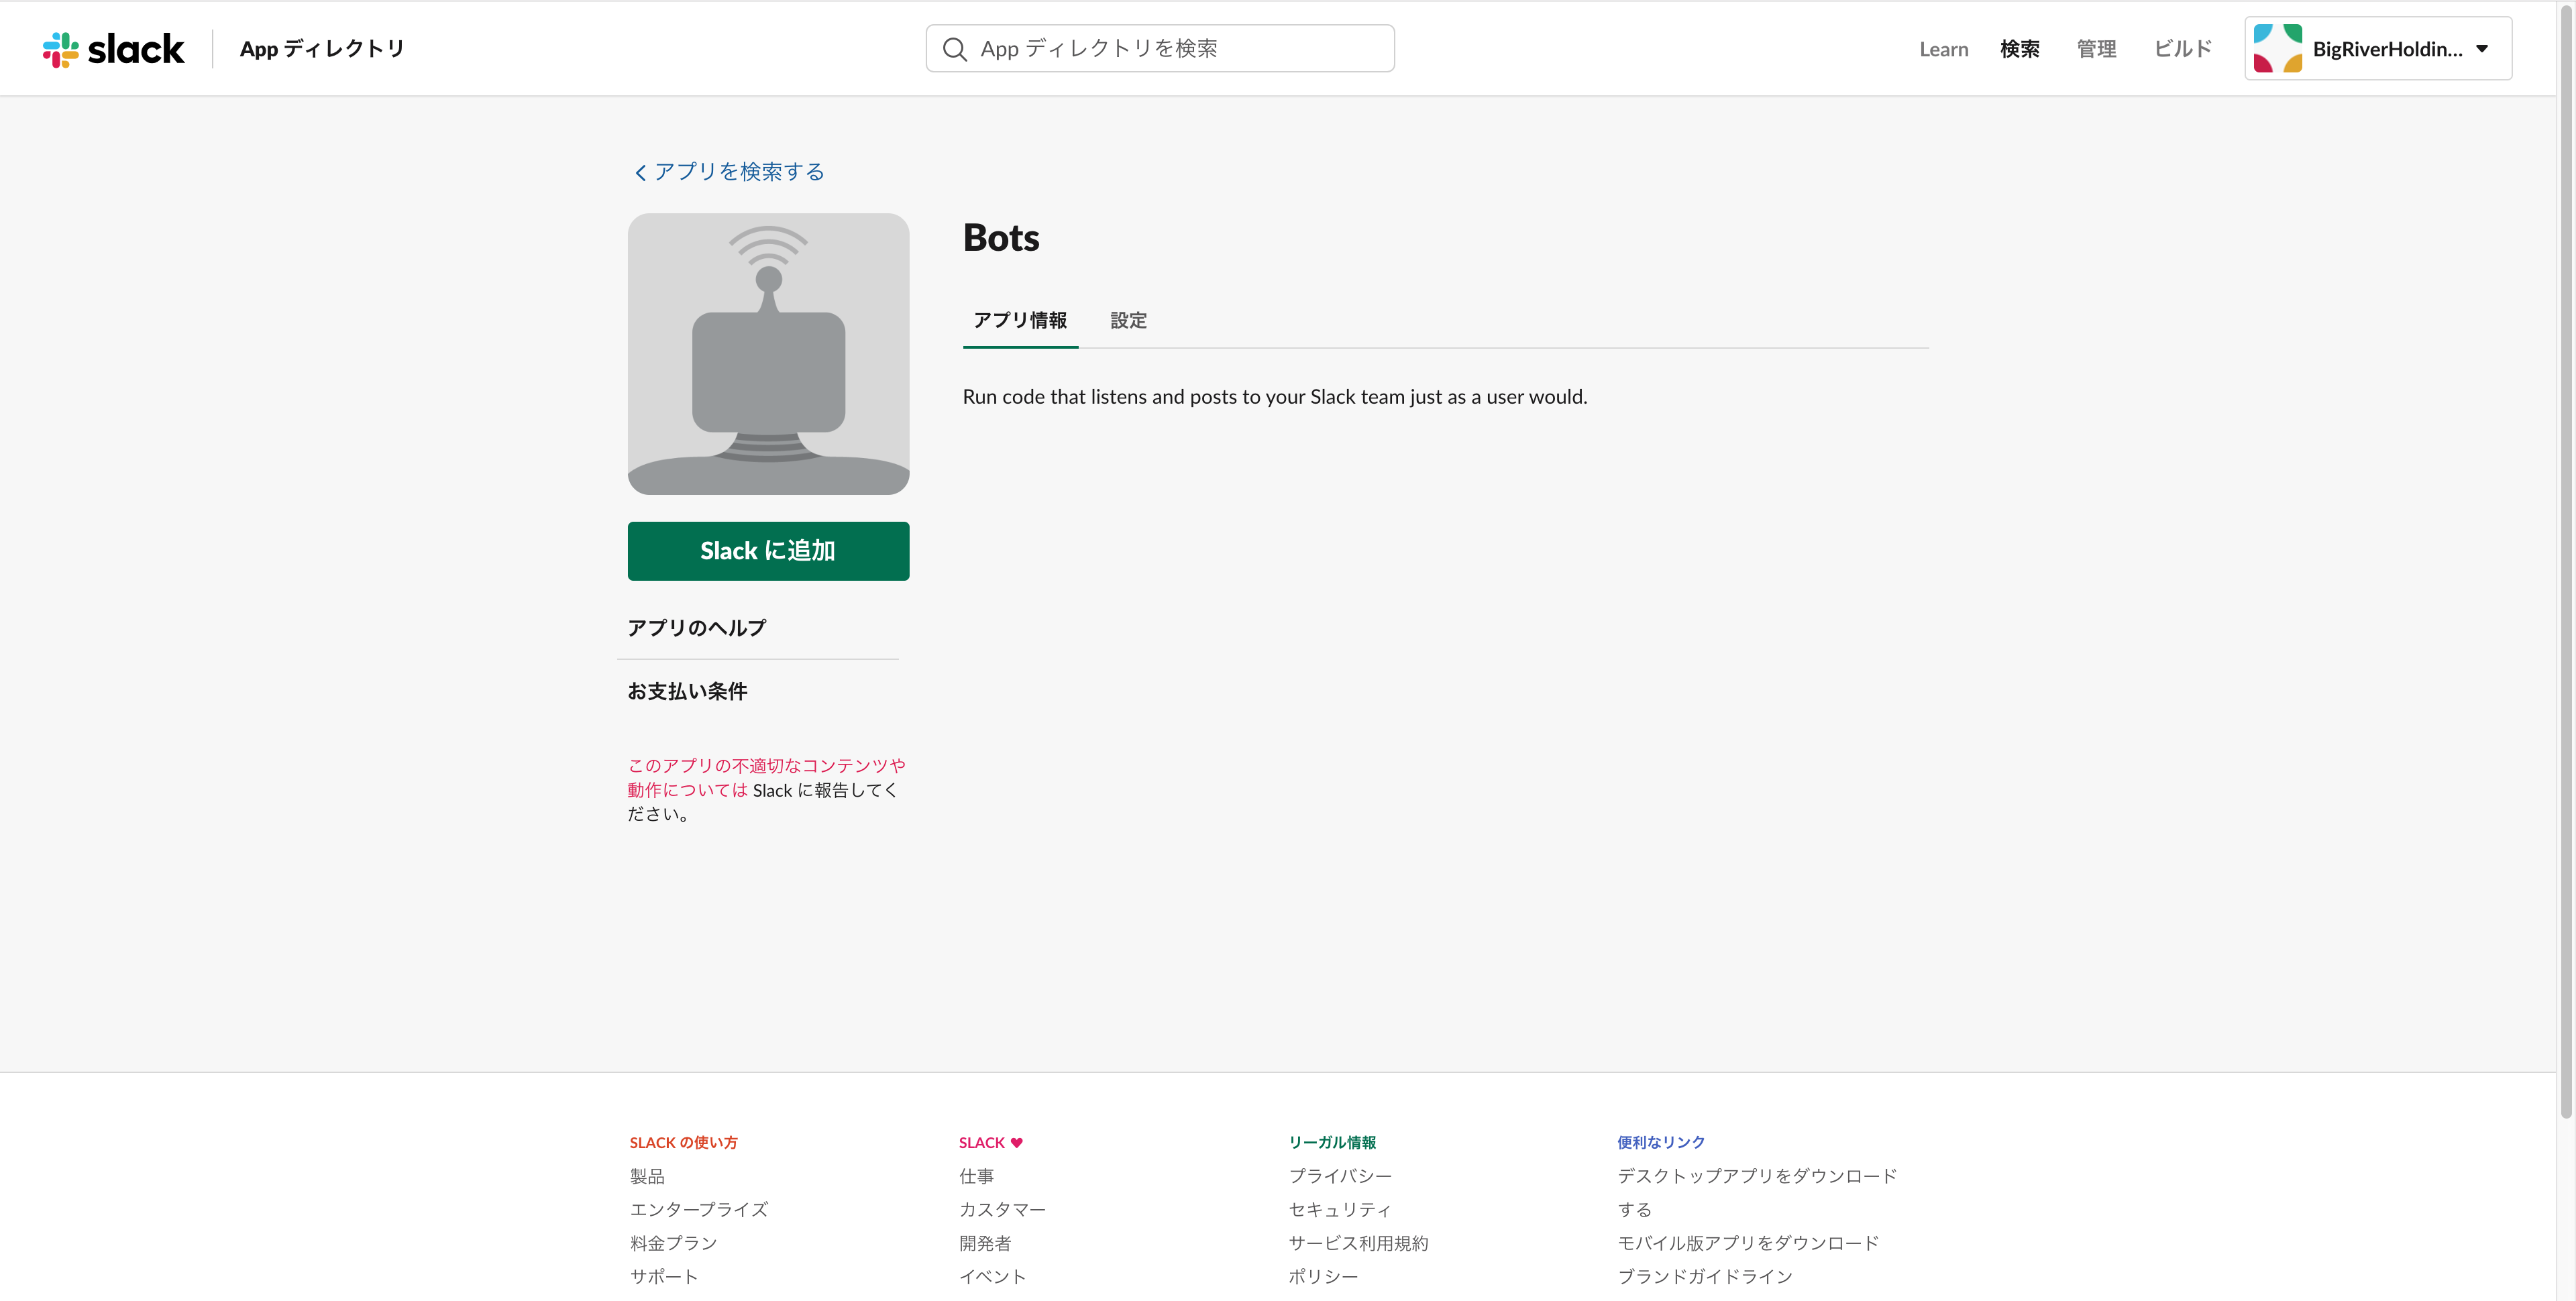 slack
App ディレクトリ
App ディレクトリを検索
Learn
検索
管理
ビルド
BigRiverHoldin...
アプリを検索する
Bots
アプリ情報
設定
Run code that listens and posts to your Slack team just as a user would.
Slack に追加
アプリのヘルプ
お支払い条件
このアプリの不適切なコンテンツや
動作については Slack に報告してく
ださい。
SLACK の使い方
製品
エンタープライズ
料金プラン
サポート
SLACK ♥
仕事
カスタマー
開発者
イベント
リーガル情報
プライバシー
セキュリティ
サービス利用規約
ポリシー
便利なリンク
デスクトップアプリをダウンロード
する
モバイル版アプリをダウンロード
ブランドガイドライン